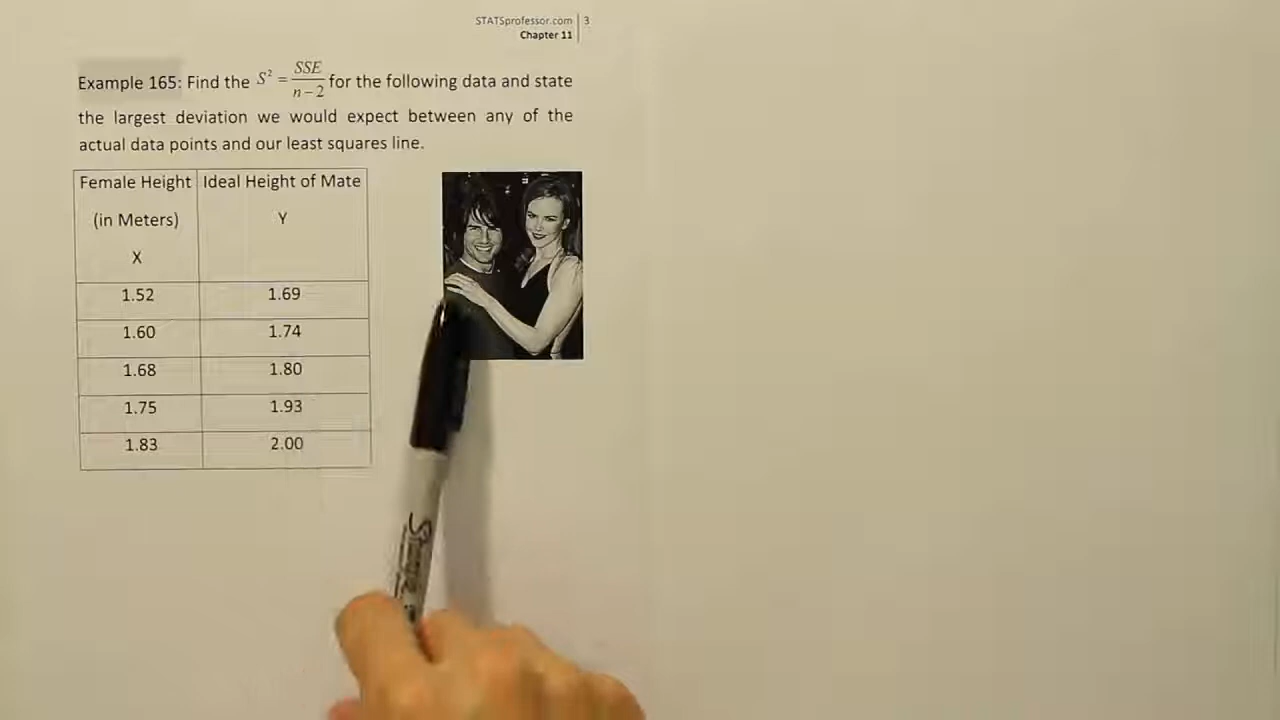 STATSprofessor.com | 3
Chapter 11
Example 165: Find the S² = SSE / n − 2 for the following data and state
the largest deviation we would expect between any of the
actual data points and our least squares line.
Female Height Ideal Height of Mate
(in Meters) Y
X
1.52 1.69
1.60 1.74
1.68 1.80
1.75 1.93
1.83 2.00
Sharpie